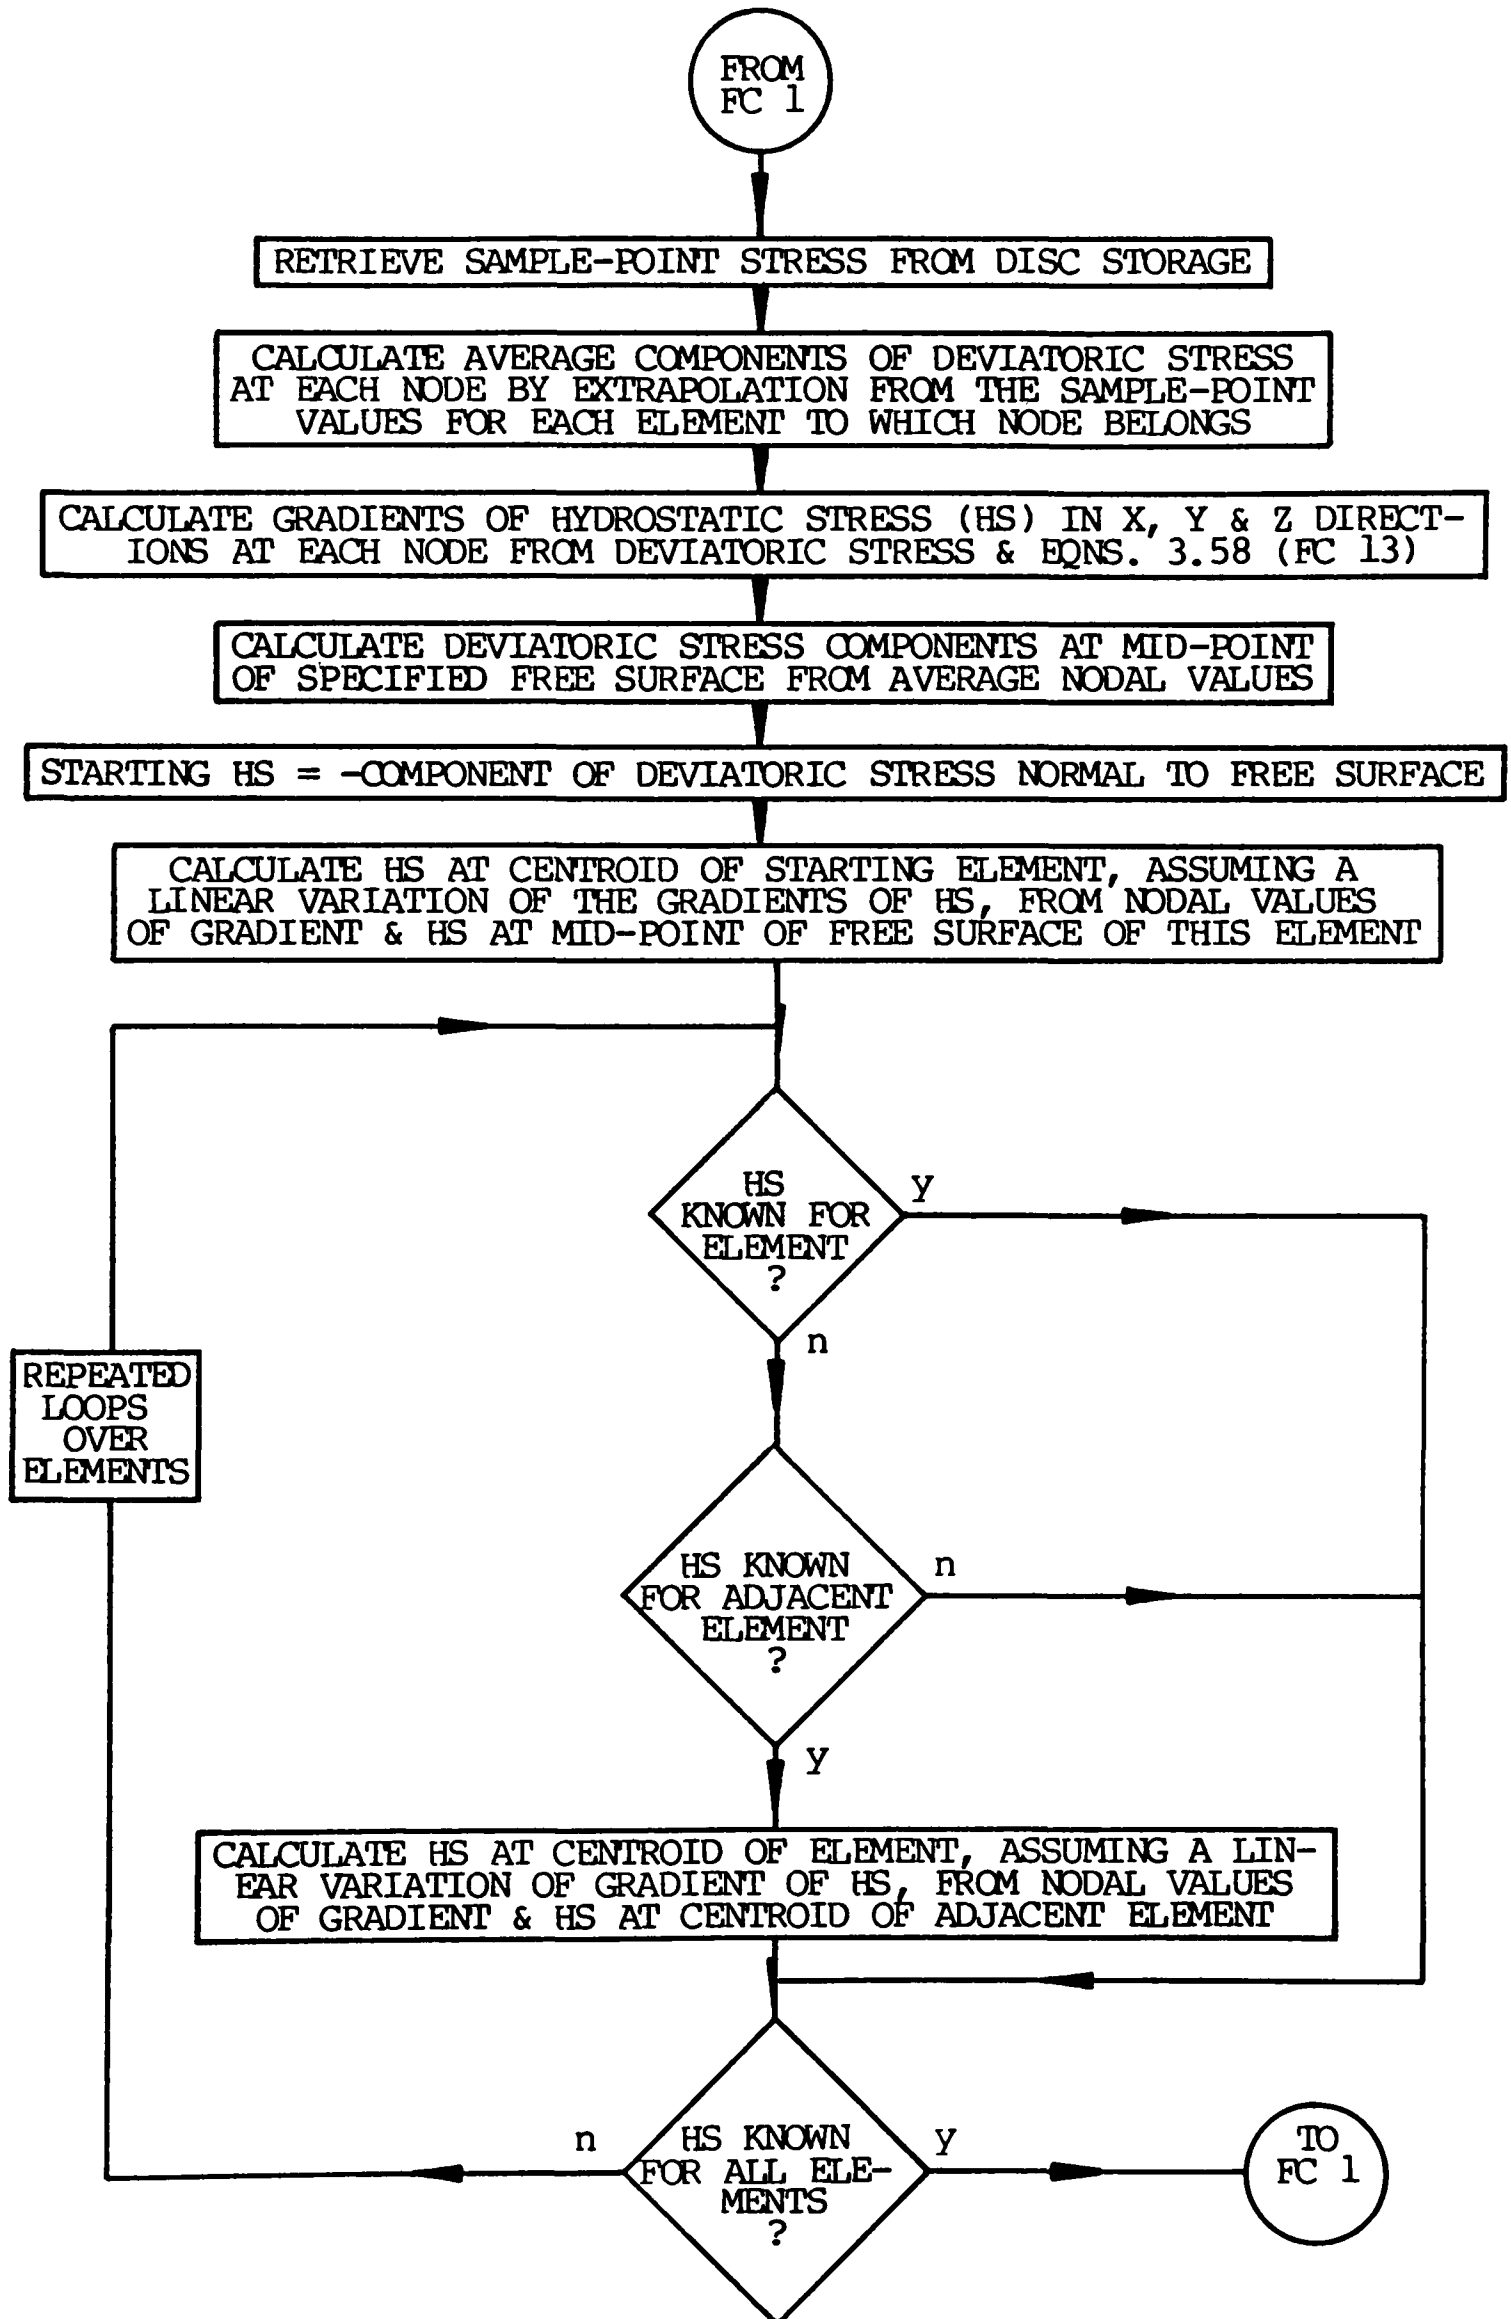 FROM
FC 1
RETRIEVE SAMPLE-POINT STRESS FROM DISC STORAGE
CALCULATE AVERAGE COMPONENTS OF DEVIATORIC STRESS
AT EACH NODE BY EXTRAPOLATION FROM THE SAMPLE-POINT
VALUES FOR EACH ELEMENT TO WHICH NODE BELONGS
CALCULATE GRADIENTS OF HYDROSTATIC STRESS (HS) IN X, Y & Z DIRECT-
IONS AT EACH NODE FROM DEVIATORIC STRESS & EQNS. 3.58 (FC 13)
CALCULATE DEVIATORIC STRESS COMPONENTS AT MID-POINT
OF SPECIFIED FREE SURFACE FROM AVERAGE NODAL VALUES
STARTING HS = -COMPONENT OF DEVIATORIC STRESS NORMAL TO FREE SURFACE
CALCULATE HS AT CENTROID OF STARTING ELEMENT, ASSUMING A
LINEAR VARIATION OF THE GRADIENTS OF HS, FROM NODAL VALUES
OF GRADIENT & HS AT MID-POINT OF FREE SURFACE OF THIS ELEMENT
HS
KNOWN FOR
ELEMENT
?
y
n
REPEATED
LOOPS
OVER
ELEMENTS
HS KNOWN
FOR ADJACENT
ELEMENT
?
n
y
CALCULATE HS AT CENTROID OF ELEMENT, ASSUMING A LIN-
EAR VARIATION OF GRADIENT OF HS, FROM NODAL VALUES
OF GRADIENT & HS AT CENTROID OF ADJACENT ELEMENT
n
HS KNOWN
FOR ALL ELE-
MENTS
?
y
TO
FC 1